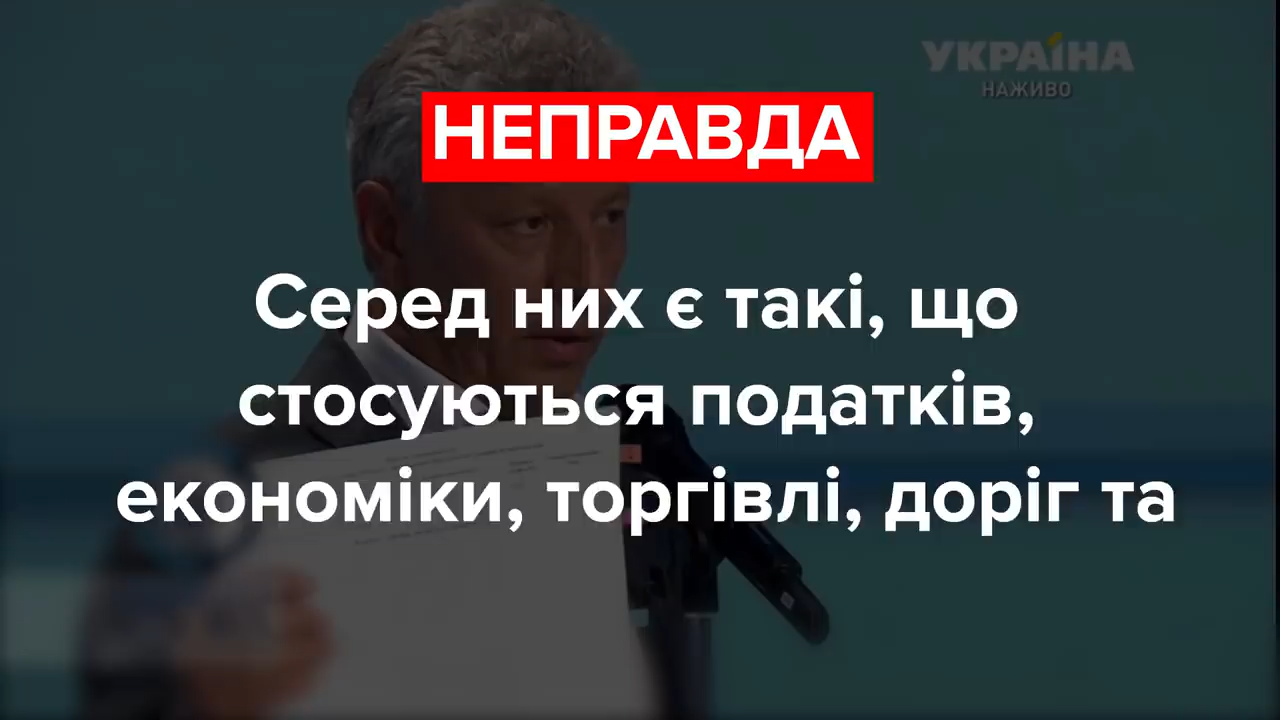 УКРАЇНА
НАЖИВО
НЕПРАВДА
Серед них є такі, що
стосуються податків,
економіки, торгівлі, доріг та